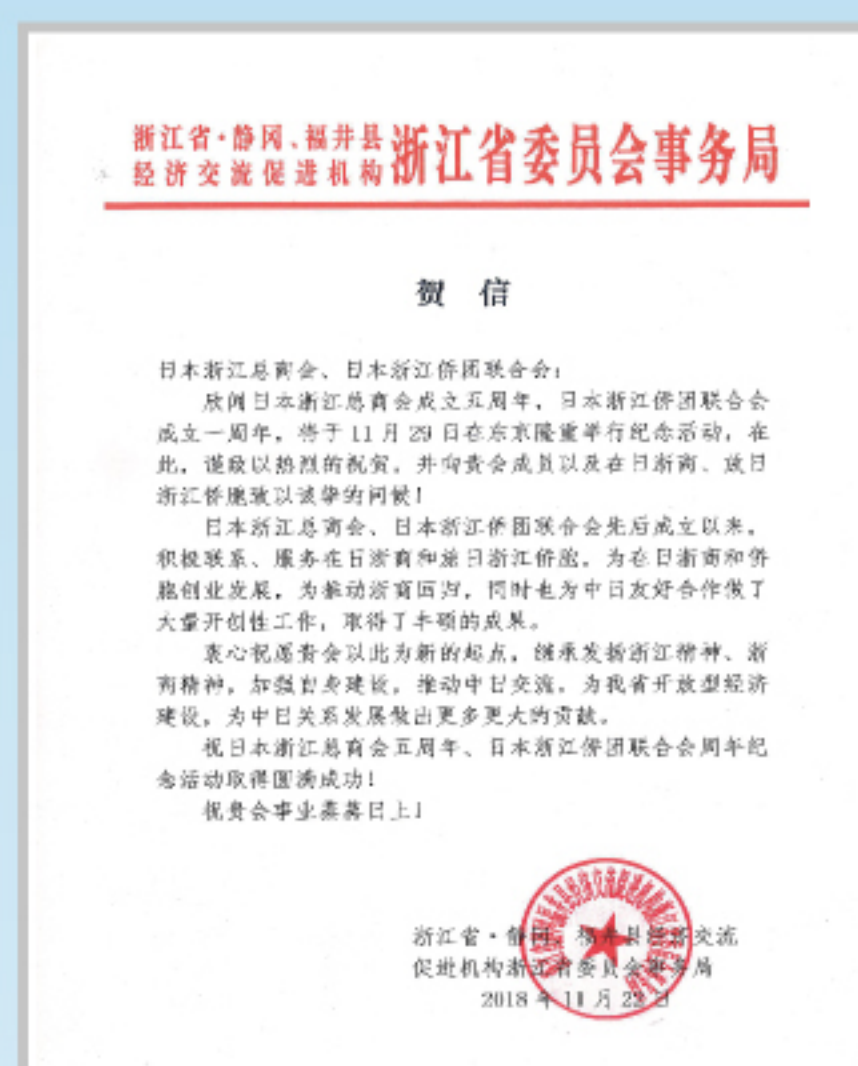 浙江省·静冈、福井县
经济交流促进机构 浙江省委员会事务局
贺 信
日本浙江总商会、日本浙江侨团联合会：
欣闻日本浙江总商会成立五周年，日本浙江侨团联合会
成立一周年，将于11月29日在东京隆重举行纪念活动，在
此，谨致以热烈的祝贺，并向贵会成员以及在日浙商、旅日
浙江侨胞致以诚挚的问候！
日本浙江总商会、日本浙江侨团联合会先后成立以来，
积极联系、服务在日浙商和旅日浙江侨胞，为在日浙商和侨
胞创业发展，为推动浙商回归，同时也为中日友好合作做了
大量开创性工作，取得了丰硕的成果。
衷心祝愿贵会以此为新的起点，继承发扬浙江精神、浙
商精神，加强自身建设，推动中日交流，为我省开放型经济
建设，为中日关系发展做出更多更大的贡献。
祝日本浙江总商会五周年、日本浙江侨团联合会周年纪
念活动取得圆满成功！
祝贵会事业蒸蒸日上！
浙江省·静冈、福井县经济交流
促进机构浙江省委员会事务局
2018年11月22日